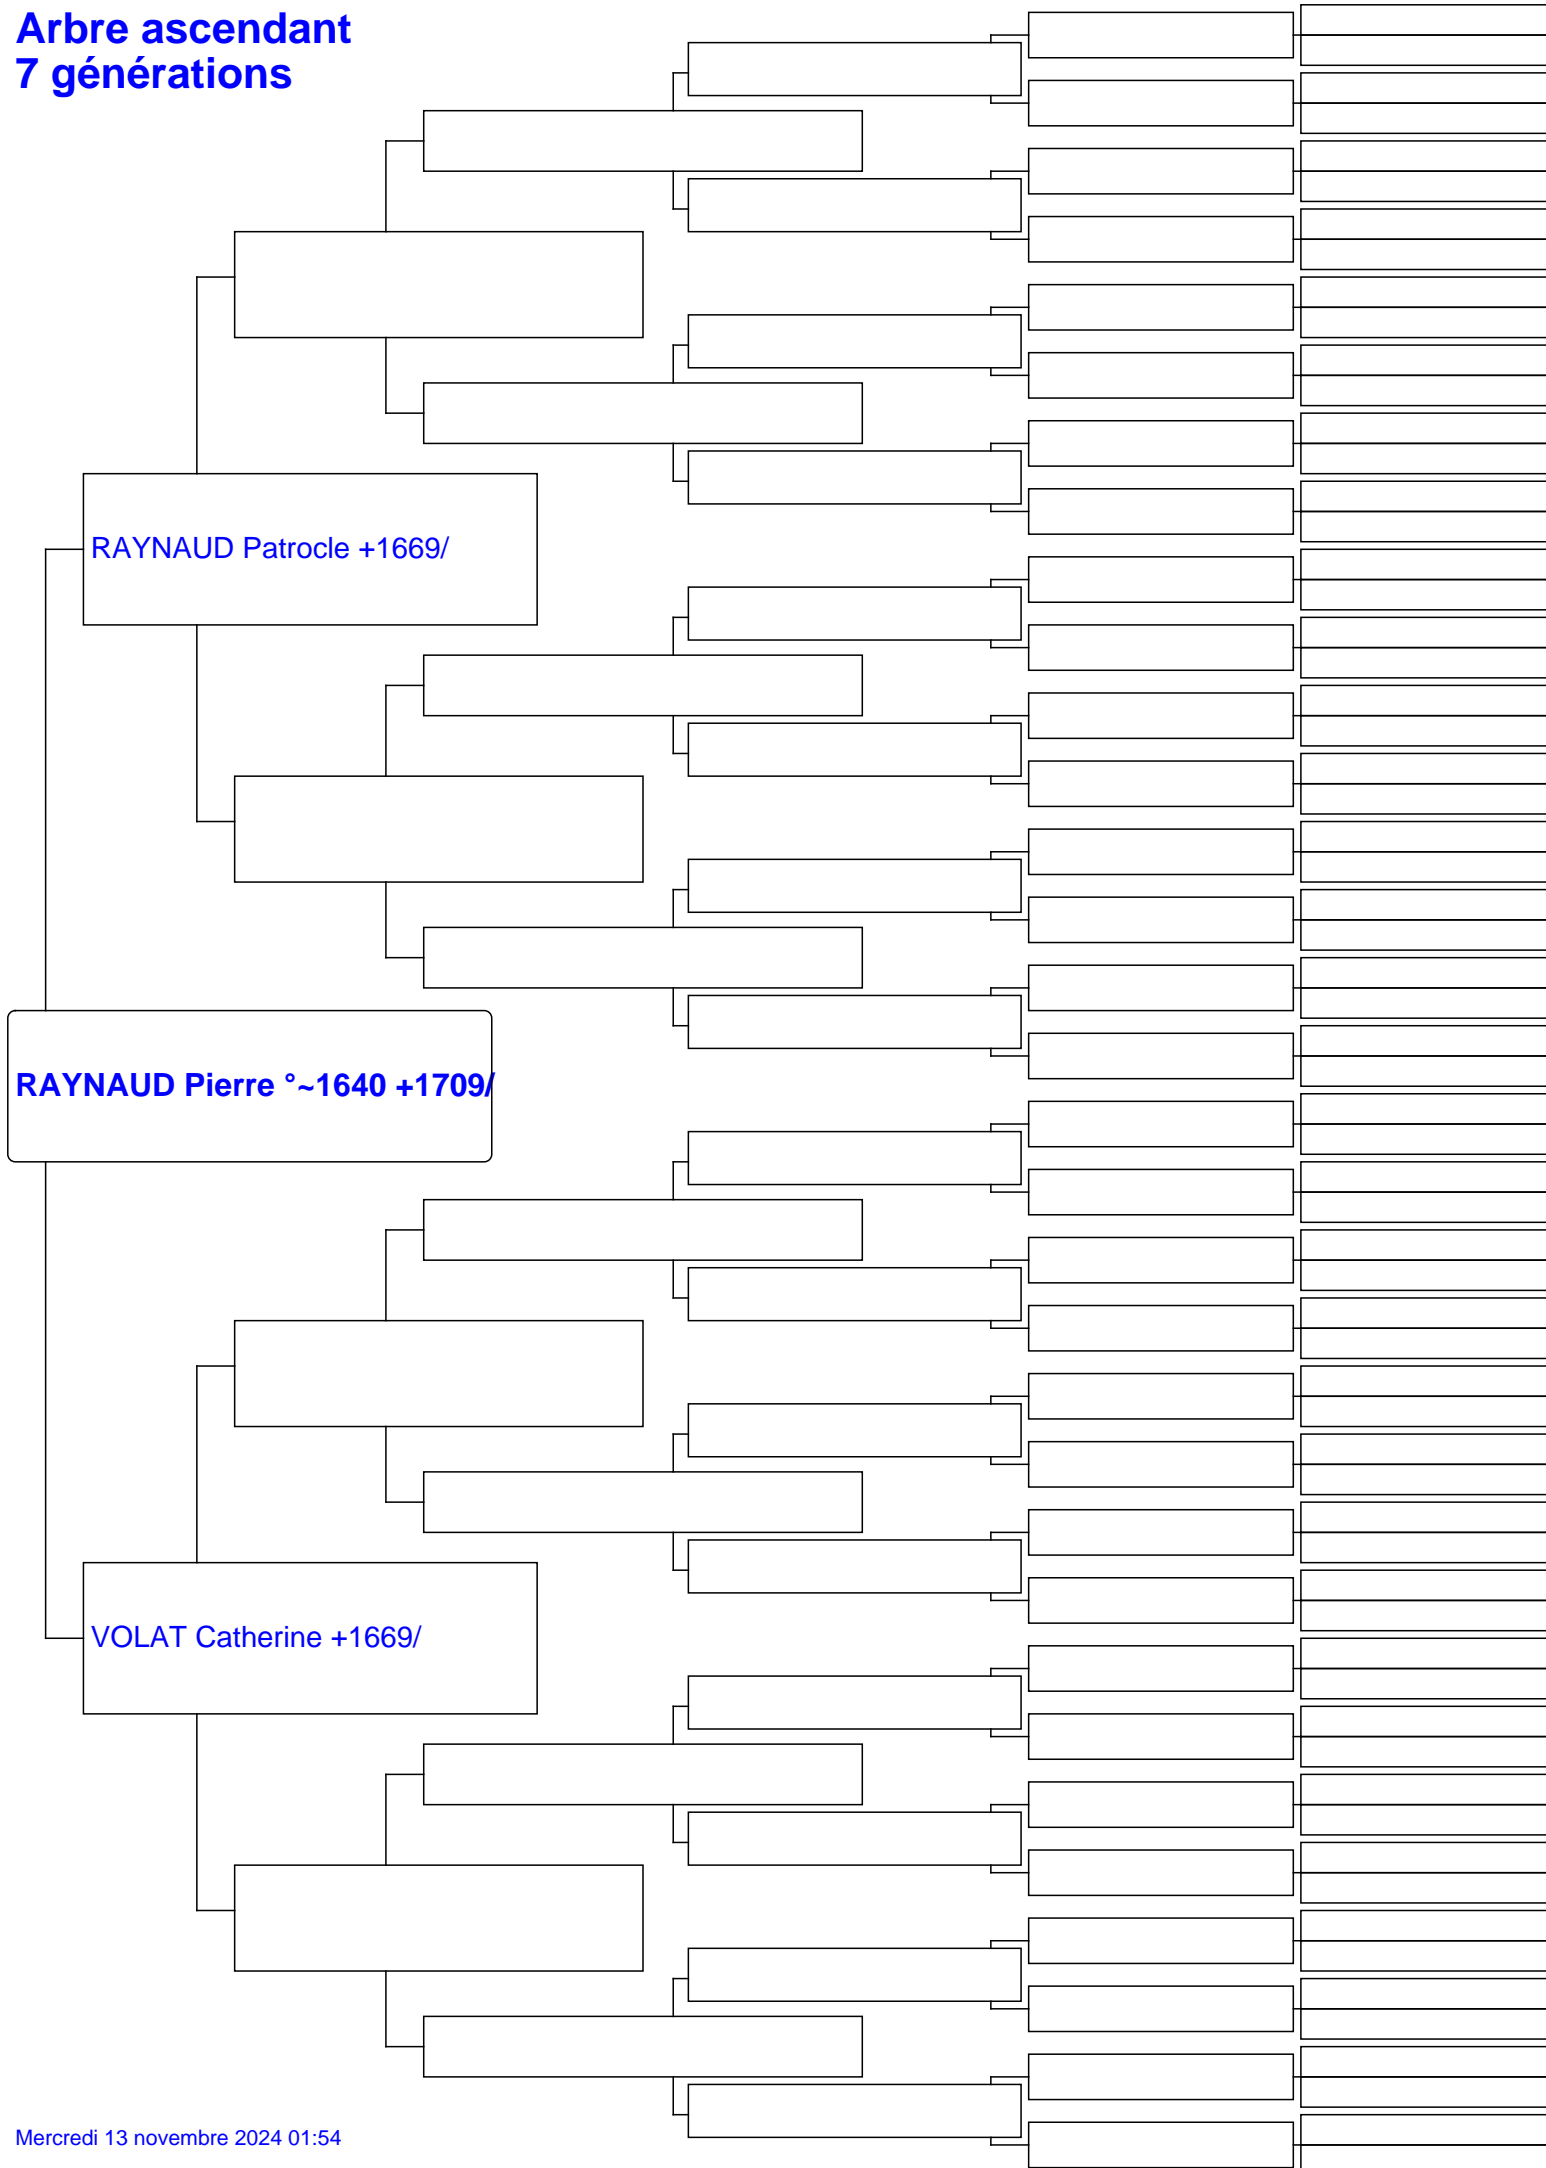 Arbre ascendant
7 générations
RAYNAUD Patrocle +1669/
RAYNAUD Pierre °~1640 +1709/
VOLAT Catherine +1669/
Mercredi 13 novembre 2024 01:54